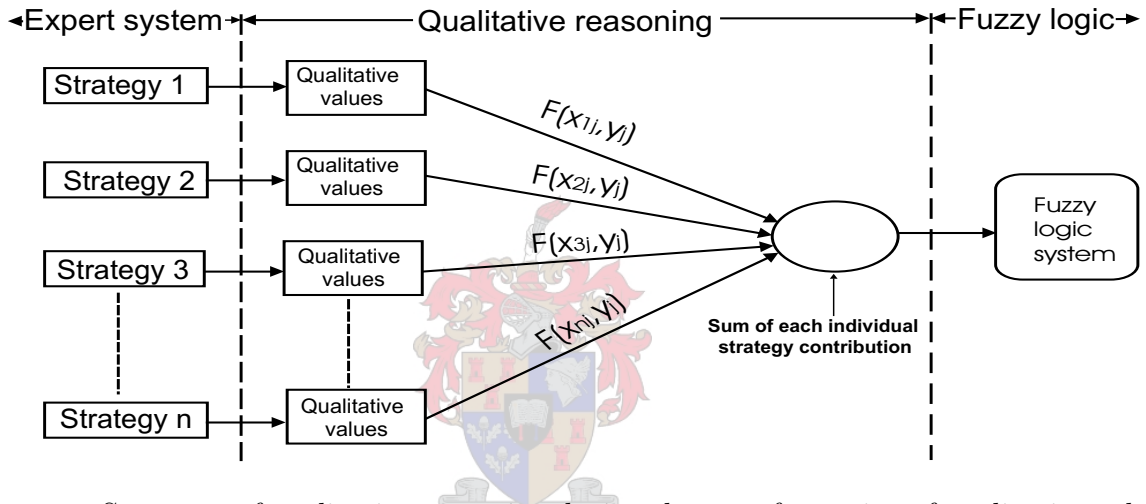 Expert system
Qualitative reasoning
Fuzzy logic
Strategy 1
Qualitative
values
F(x1j,yj)
Strategy 2
Qualitative
values
F(x2j,yj)
Strategy 3
Qualitative
values
F(x3j,yj)
Fuzzy
logic
system
Sum of each individual
strategy contribution
F(xnj,yj)
Strategy n
Qualitative
values